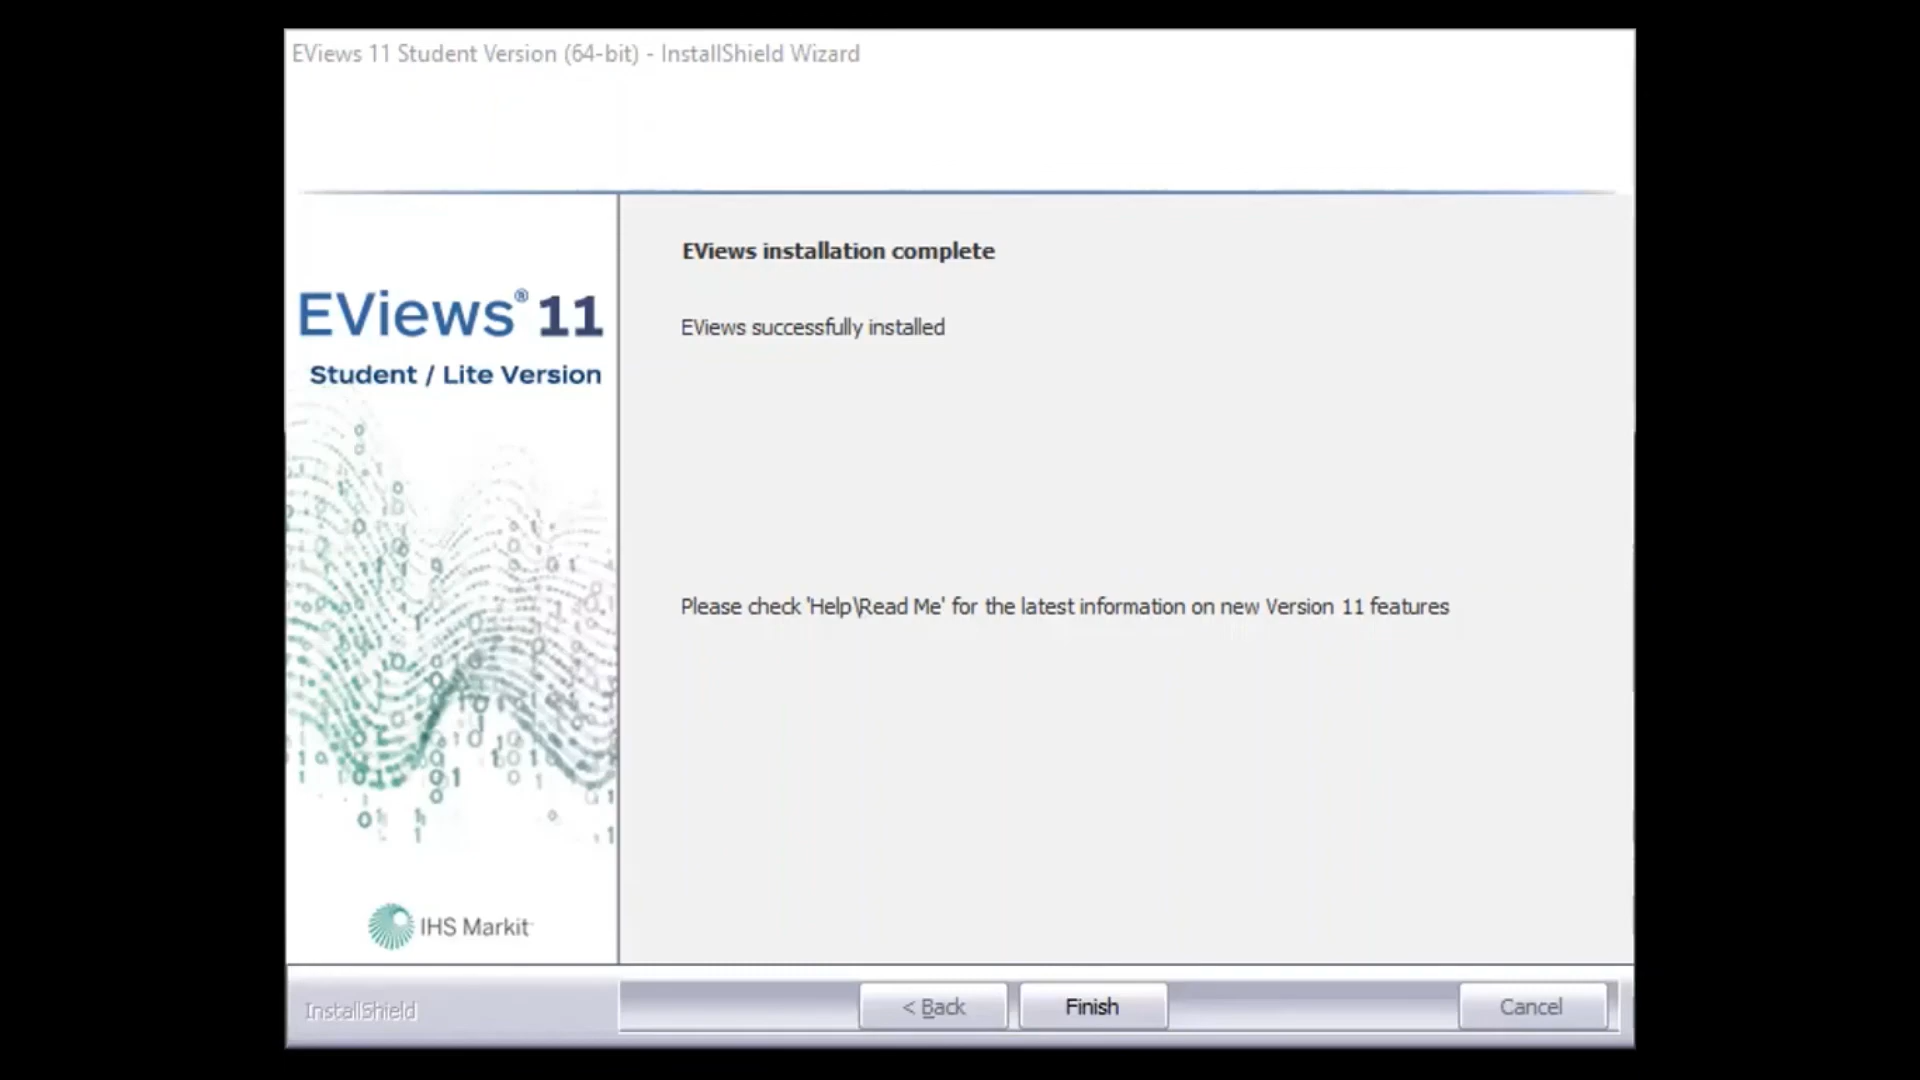 EViews 11 Student Version (64-bit) - InstallShield Wizard
EViews® 11
Student / Lite Version
IHS Markit
EViews installation complete
EViews successfully installed
Please check 'Help\Read Me' for the latest information on new Version 11 features
InstallShield
< Back
Finish
Cancel